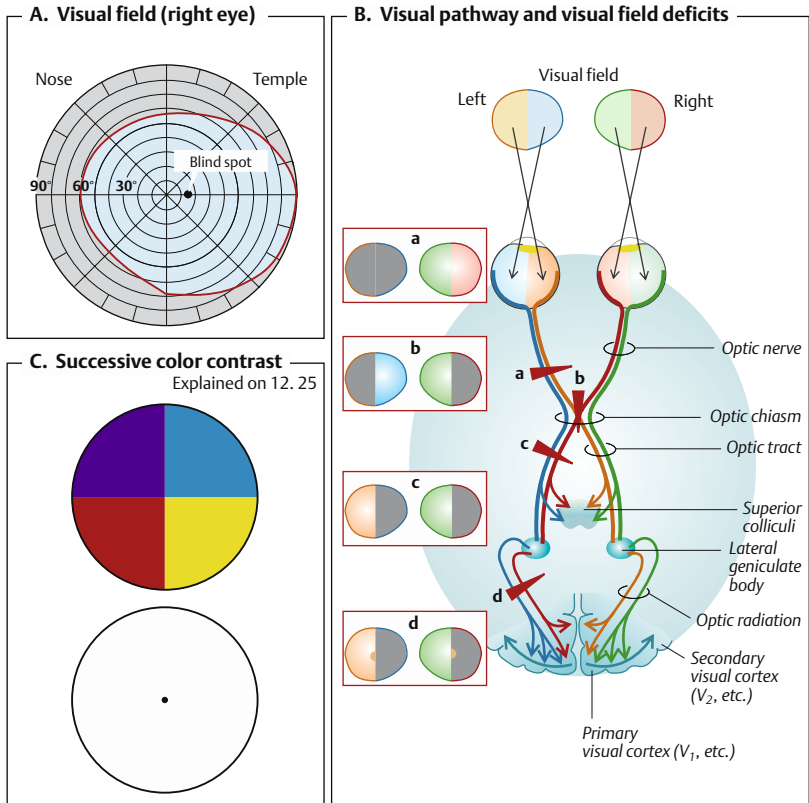 A. Visual field (right eye)
Nose
Temple
Blind spot
90° 60° 30°
C. Successive color contrast
Explained on 12. 25
B. Visual pathway and visual field deficits
Visual field
Left
Right
a
b
c
d
a
b
c
d
Optic nerve
Optic chiasm
Optic tract
Superior
colliculi
Lateral
geniculate
body
Optic radiation
Secondary
visual cortex
(V₂, etc.)
Primary
visual cortex (V₁, etc.)